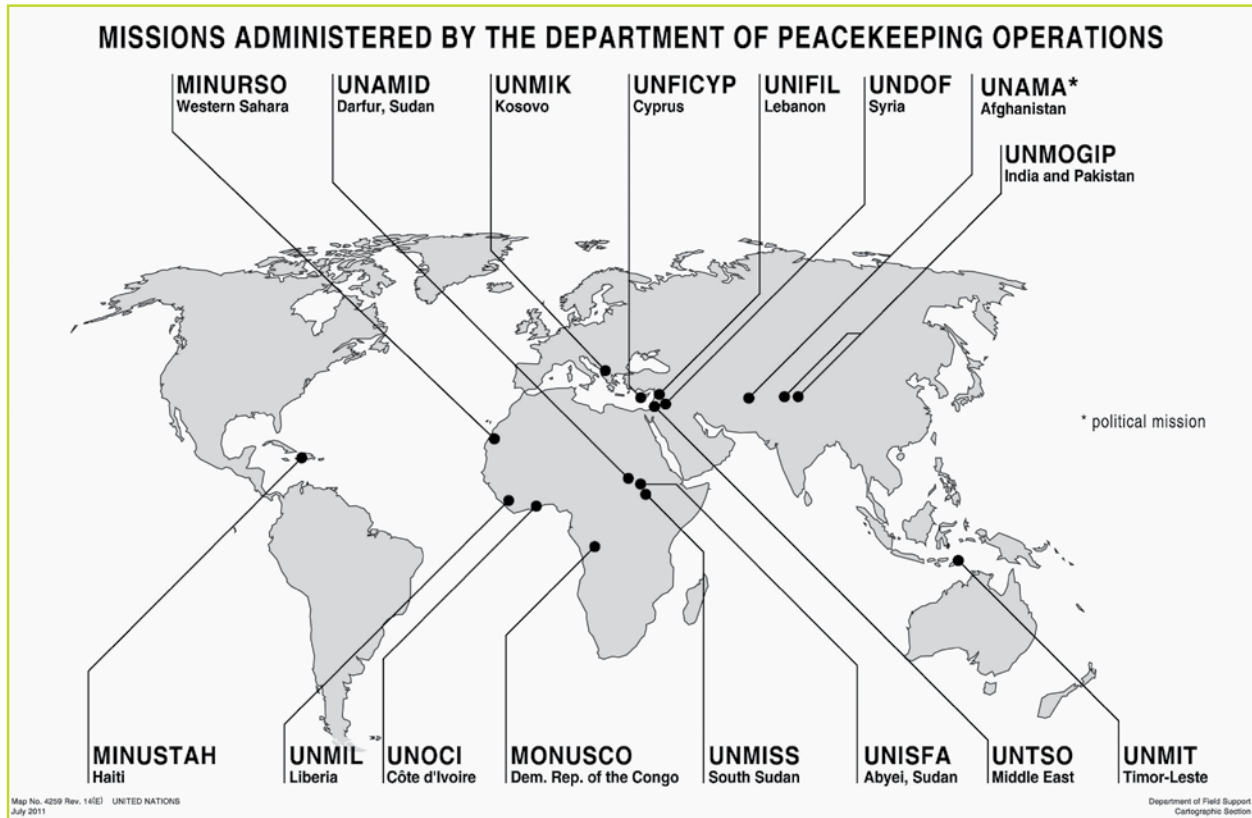 MISSIONS ADMINISTERED BY THE DEPARTMENT OF PEACEKEEPING OPERATIONS
MINURSO
Western Sahara
UNAMID
Darfur, Sudan
UNMIK
Kosovo
UNFICYP
Cyprus
UNIFIL
Lebanon
UNDOF
Syria
UNAMA*
Afghanistan
UNMOGIP
India and Pakistan
* political mission
MINUSTAH
Haiti
UNMIL
Liberia
UNOCI
Côte d'Ivoire
MONUSCO
Dem. Rep. of the Congo
UNMISS
South Sudan
UNISFA
Abyei, Sudan
UNTSO
Middle East
UNMIT
Timor-Leste
Map No. 4259 Rev. 14(E) UNITED NATIONS
July 2011
Department of Field Support
Cartographic Section